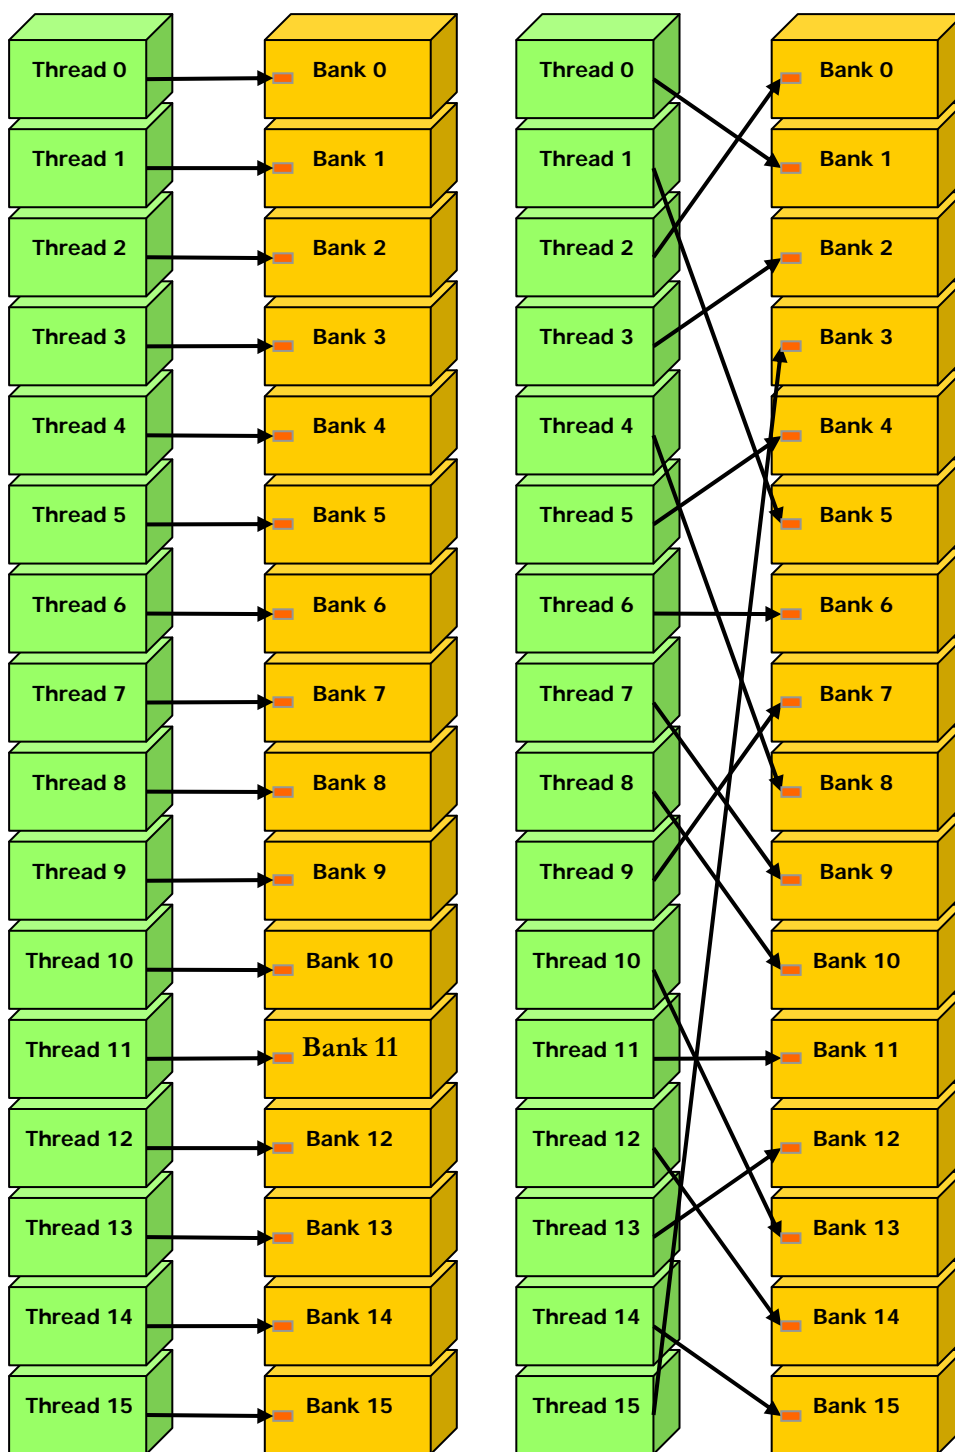 Thread 0 Bank 0 Thread 0 Bank 0
Thread 1 Bank 1 Thread 1 Bank 1
Thread 2 Bank 2 Thread 2 Bank 2
Thread 3 Bank 3 Thread 3 Bank 3
Thread 4 Bank 4 Thread 4 Bank 4
Thread 5 Bank 5 Thread 5 Bank 5
Thread 6 Bank 6 Thread 6 Bank 6
Thread 7 Bank 7 Thread 7 Bank 7
Thread 8 Bank 8 Thread 8 Bank 8
Thread 9 Bank 9 Thread 9 Bank 9
Thread 10 Bank 10 Thread 10 Bank 10
Thread 11 Bank 11 Thread 11 Bank 11
Thread 12 Bank 12 Thread 12 Bank 12
Thread 13 Bank 13 Thread 13 Bank 13
Thread 14 Bank 14 Thread 14 Bank 14
Thread 15 Bank 15 Thread 15 Bank 15